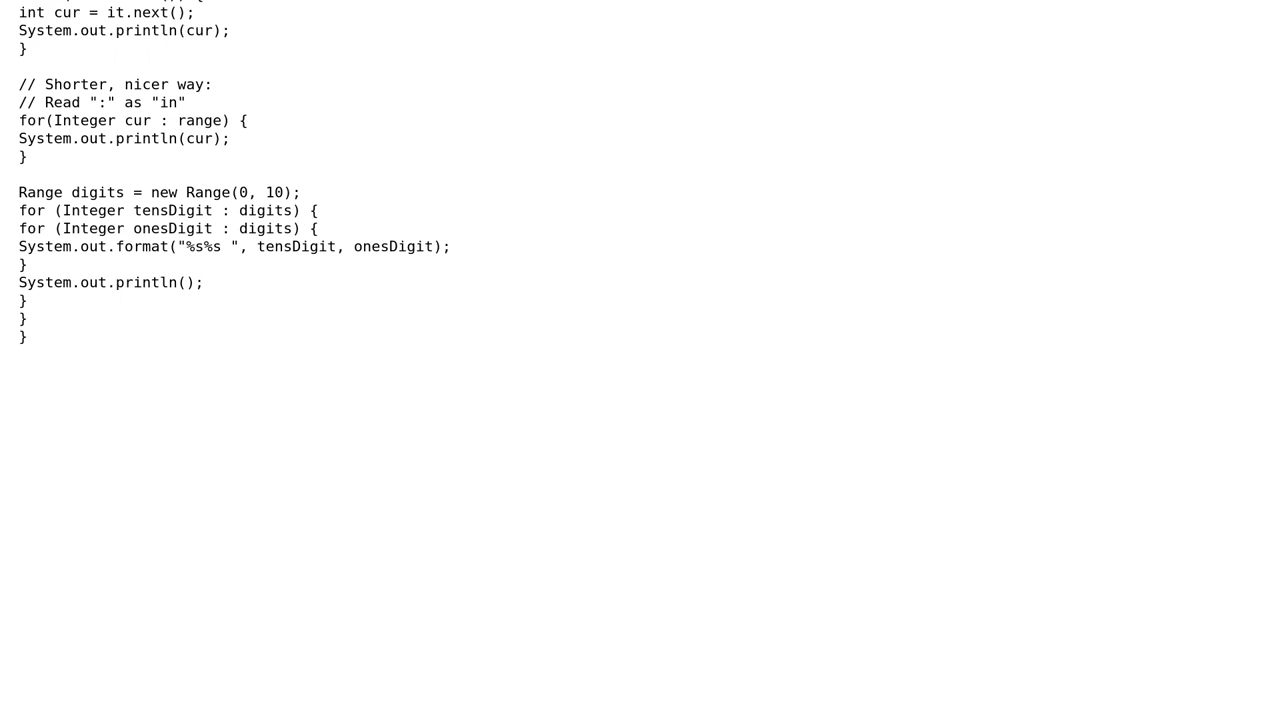 int cur = it.next();
System.out.println(cur);
}

// Shorter, nicer way:
// Read ":" as "in"
for(Integer cur : range) {
System.out.println(cur);
}

Range digits = new Range(0, 10);
for (Integer tensDigit : digits) {
for (Integer onesDigit : digits) {
System.out.format("%s%s ", tensDigit, onesDigit);
}
System.out.println();
}
}
}